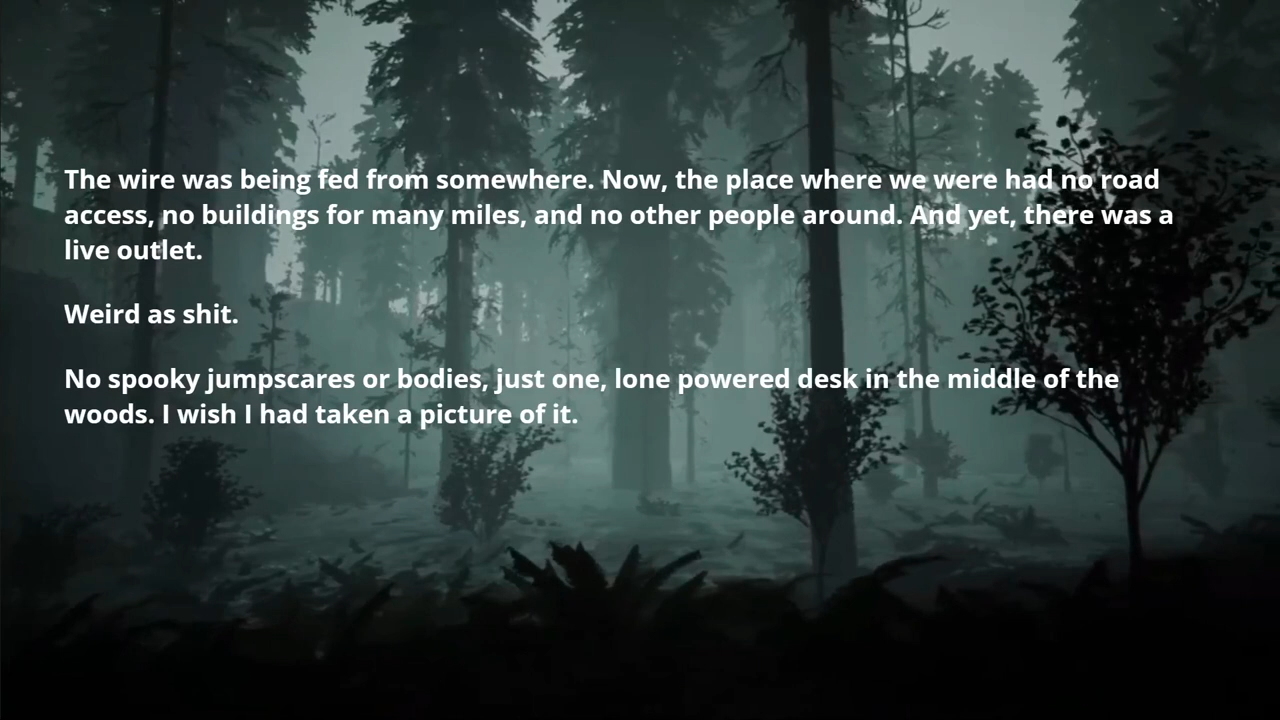 The wire was being fed from somewhere. Now, the place where we were had no road
access, no buildings for many miles, and no other people around. And yet, there was a
live outlet.
Weird as shit.
No spooky jumpscares or bodies, just one, lone powered desk in the middle of the
woods. I wish I had taken a picture of it.